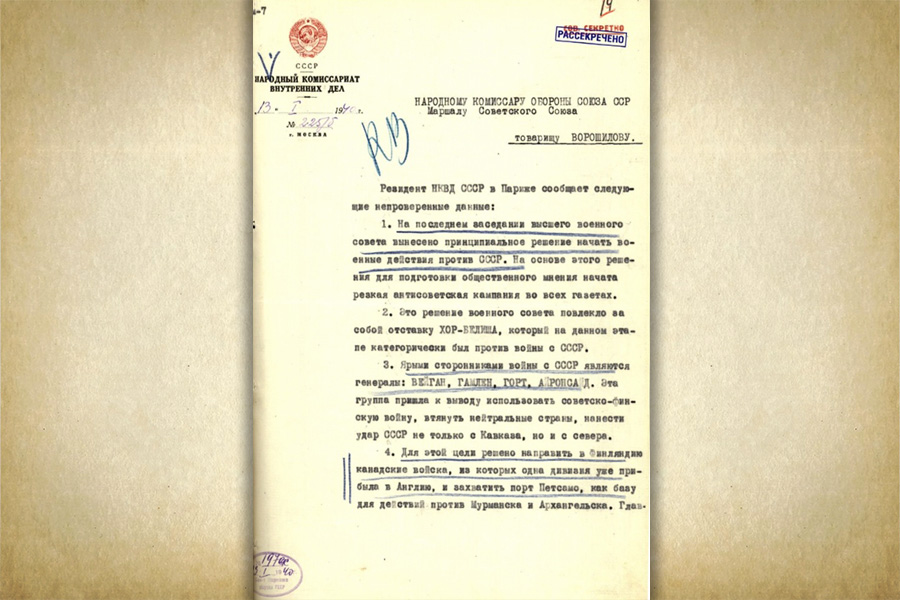 14
СОВ. СЕКРЕТНО
РАССЕКРЕЧЕНО
СССР
НАРОДНЫЙ КОМИССАРИАТ
ВНУТРЕННИХ ДЕЛ
13 " I 1940 г.
№
г. МОСКВА
НАРОДНОМУ КОМИССАРУ ОБОРОНЫ СОЮЗА ССР
Маршалу Советского Союза
товарищу ВОРОШИЛОВУ.
КВ
Резидент НКВД СССР в Париже сообщает следую-
щие непроверенные данные:
1. На последнем заседании высшего военного
совета вынесено принципиальное решение начать во-
енные действия против СССР. На основе этого реше-
ния для подготовки общественного мнения начата
резкая антисоветская кампания во всех газетах.
2. Это решение военного совета повлекло за
собой отставку ХОР-БЕЛИША, который на данном эта-
пе категорически был против войны с СССР.
3. Ярыми сторонниками войны с СССР являются
генералы: ВЕЙГАН, ГАМЛЕН, ГОРТ, АЙРОНСАЙД. Эта
группа пришла к выводу использовать советско-фин-
скую войну, втянуть нейтральные страны, нанести
удар СССР не только с Кавказа, но и с севера.
4. Для этой цели решено направить в Финляндию
канадские войска, из которых одна дивизия уже при-
была в Англию, и захватить порт Петсамо, как базу
для действий против Мурманска и Архангельска. Глав-